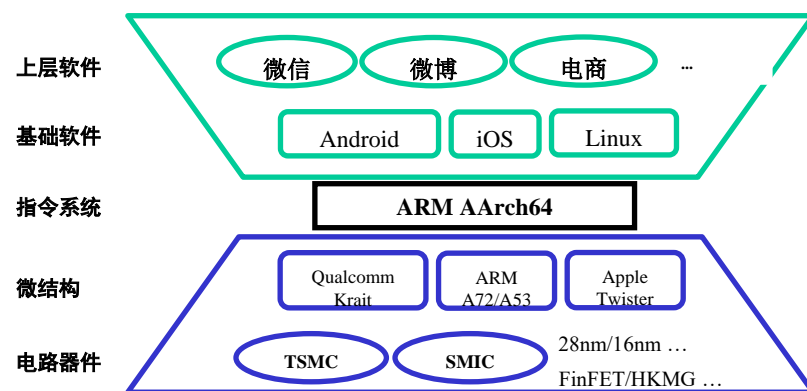 上层软件
微信
微博
电商
...
基础软件
Android
iOS
Linux
指令系统
ARM AArch64
微结构
Qualcomm
Krait
ARM
A72/A53
Apple
Twister
电路器件
TSMC
SMIC
28nm/16nm …
FinFET/HKMG …